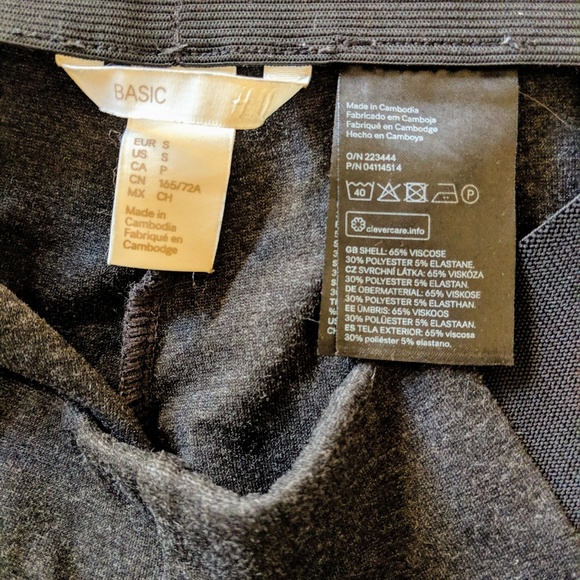 BASIC H&M
EUR S
US S
CA P
CN 165/72A
MX CH
Made in
Cambodia
Fabriqué en
Cambodge
Made in Cambodia
Fabricado em Camboja
Fabriqué en Cambodge
Hecho en Camboya
O/N 223444
P/N 04114514
40 P
clevercare.info
GB SHELL: 65% VISCOSE
30% POLYESTER 5% ELASTANE.
CZ SVRCHNÍ LÁTKA: 65% VISKÓZA
30% POLYESTER 5% ELASTAN.
DE OBERMATERIAL: 65% VISKOSE
30% POLYESTER 5% ELASTHAN.
EE ÜMBRIS: 65% VISKOOS
30% POLÜESTER 5% ELASTAAN.
ES TELA EXTERIOR: 65% viscosa
30% poliéster 5% elastano.